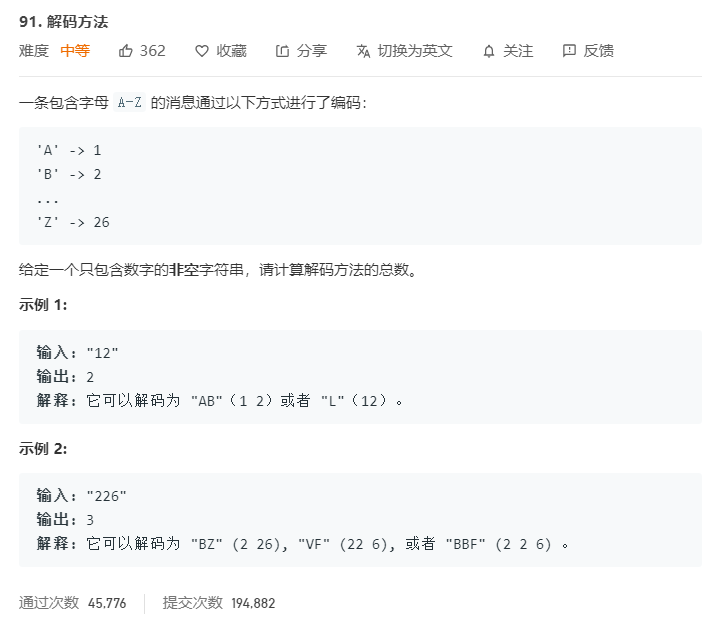 91. 解码方法
难度 中等 362 收藏 分享 切换为英文 关注 反馈
一条包含字母 A-Z 的消息通过以下方式进行了编码：
'A' -> 1
'B' -> 2
...
'Z' -> 26
给定一个只包含数字的非空字符串，请计算解码方法的总数。
示例 1:
输入: "12"
输出: 2
解释: 它可以解码为 "AB"（1 2）或者 "L"（12）。
示例 2:
输入: "226"
输出: 3
解释: 它可以解码为 "BZ" (2 26), "VF" (22 6), 或者 "BBF" (2 2 6) 。
通过次数 45,776 提交次数 194,882